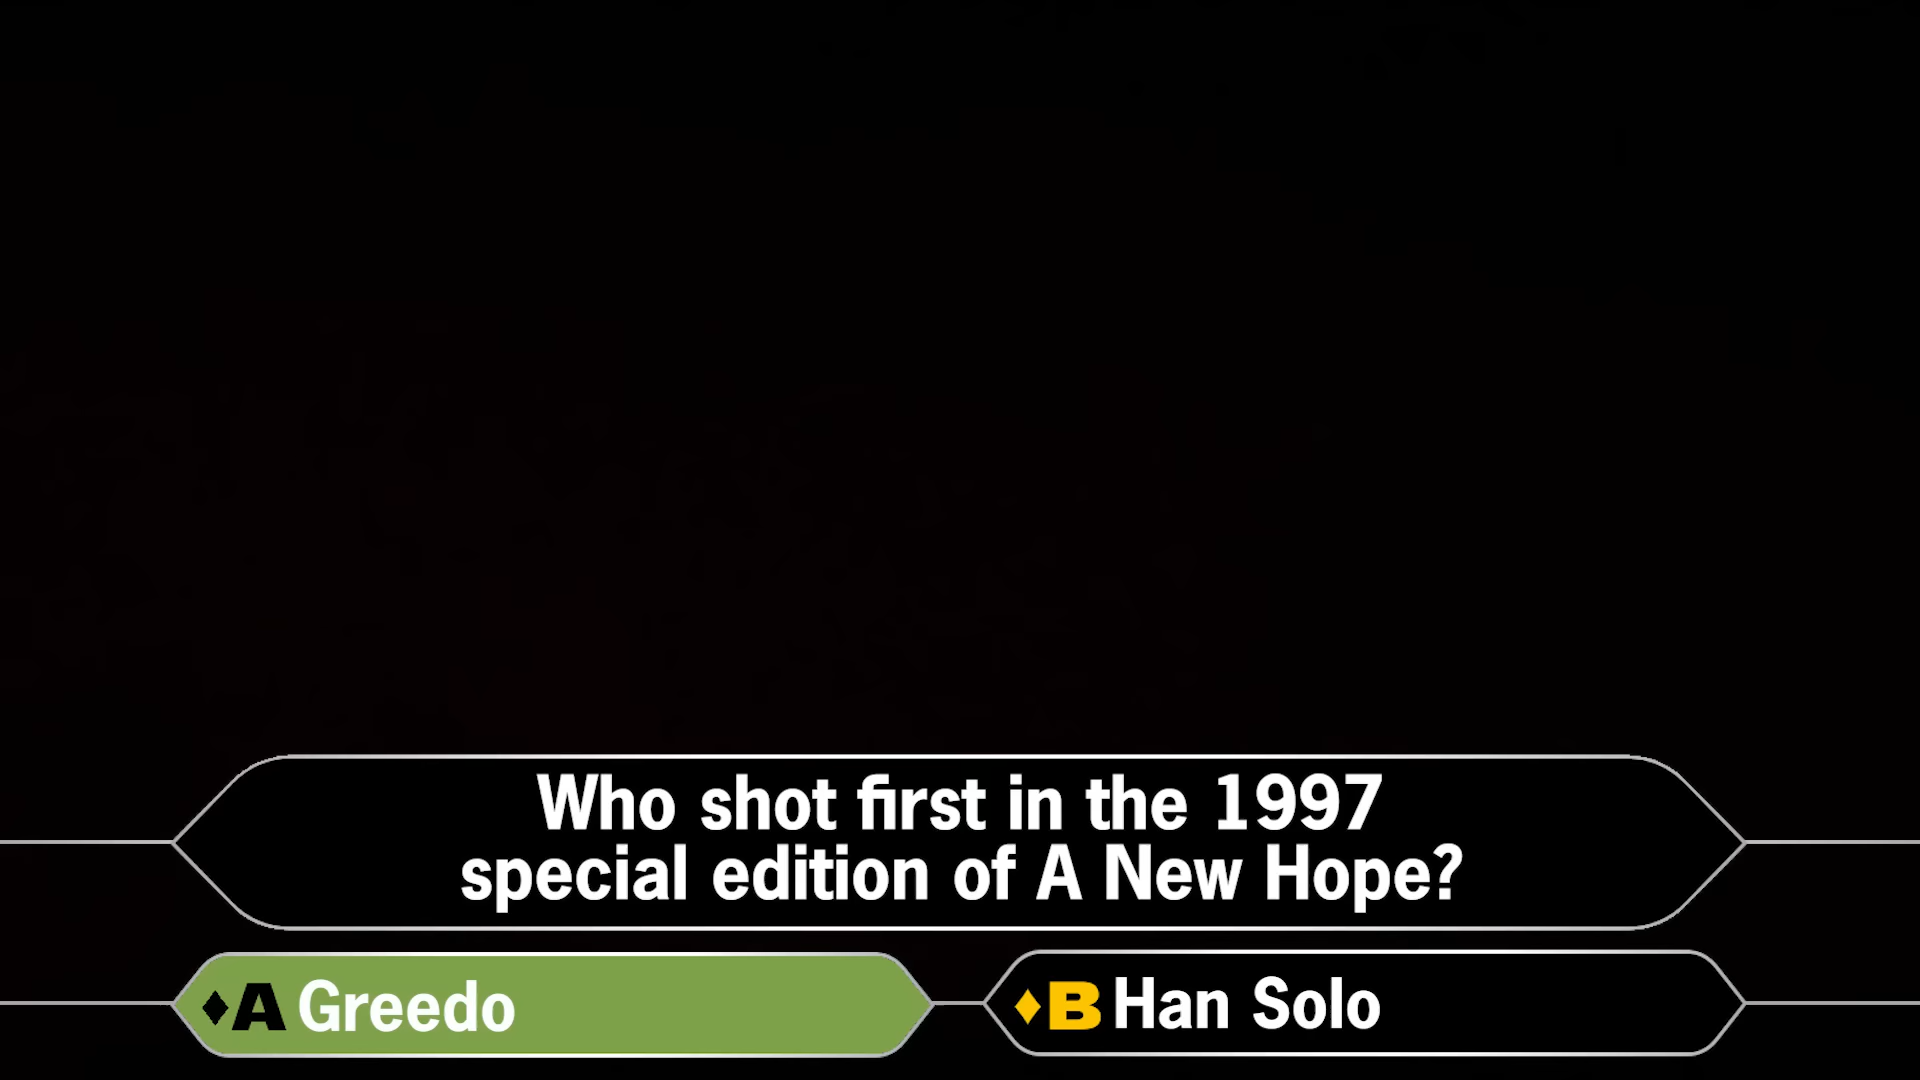 Who shot first in the 1997
special edition of A New Hope?
A Greedo
B Han Solo